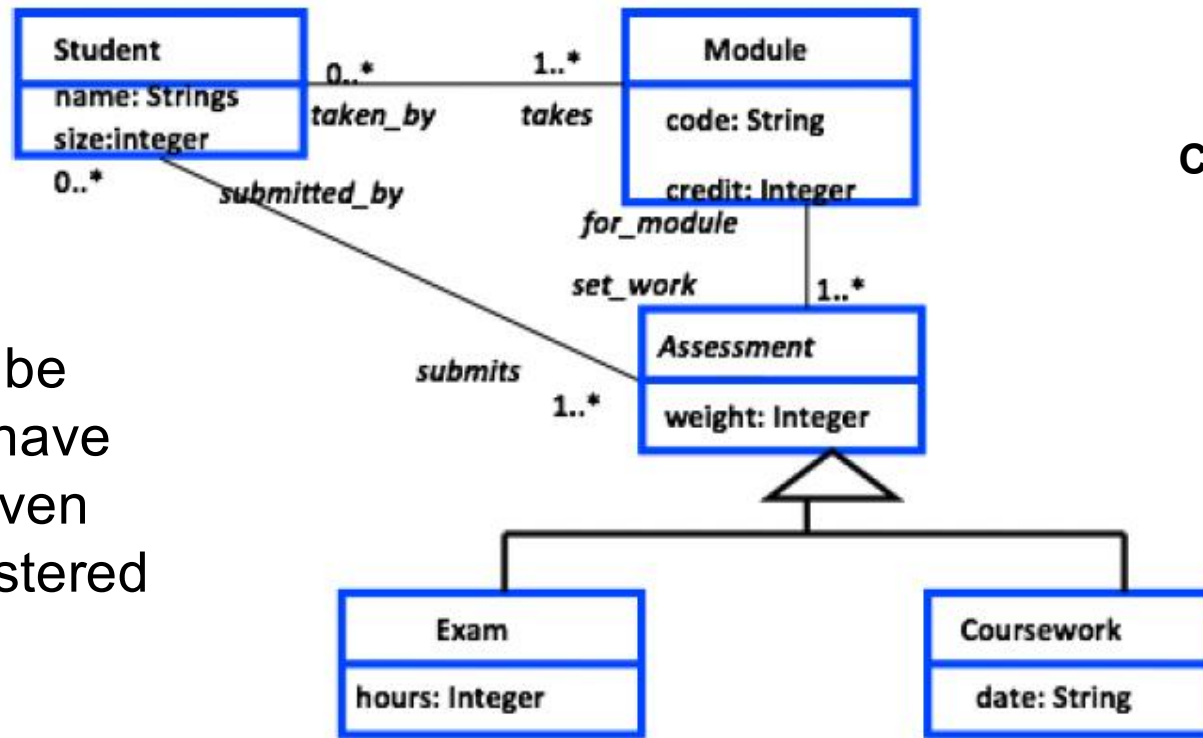 Student
name: Strings
size:integer
0..*
0..*
taken_by
1..*
takes
Module
code: String
credit: Integer
c
submitted_by
for_module
set_work
1..*
be
have
ven
stered
submits
1..*
Assessment
weight: Integer
Exam
hours: Integer
Coursework
date: String